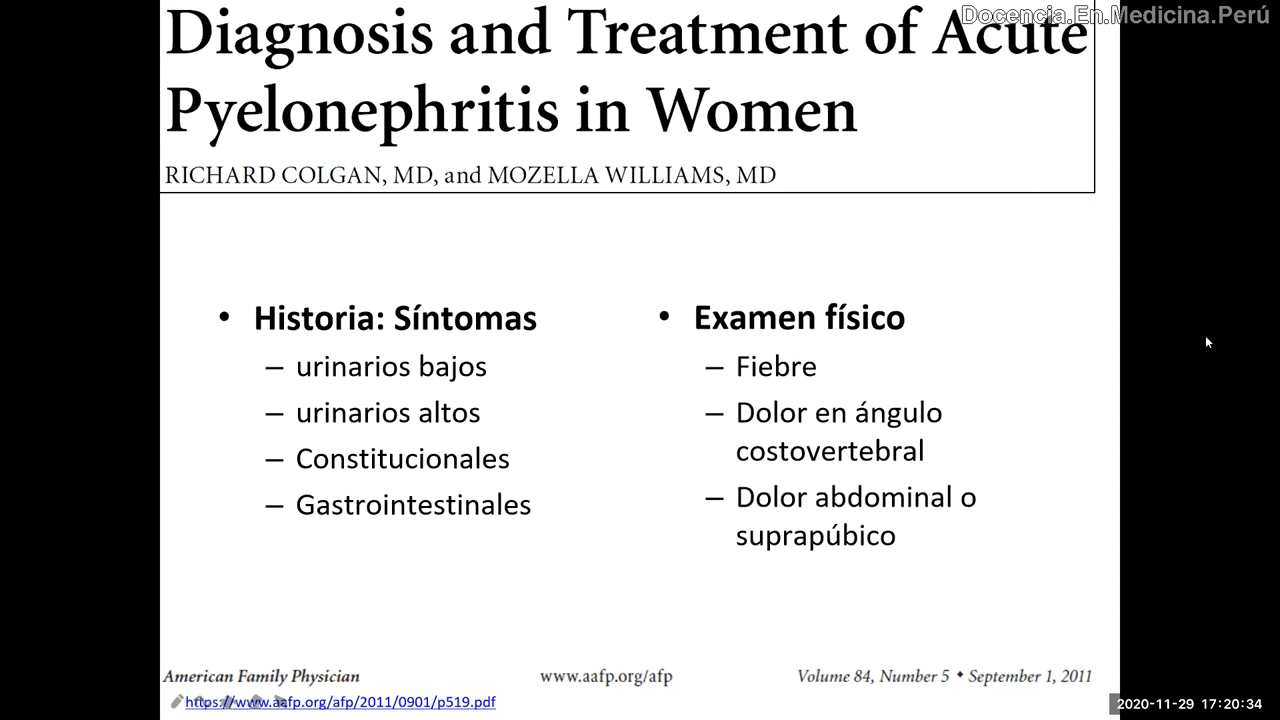 Docencia.En.Medicina.Perú
Diagnosis and Treatment of Acute
Pyelonephritis in Women
RICHARD COLGAN, MD, and MOZELLA WILLIAMS, MD
• Historia: Síntomas
– urinarios bajos
– urinarios altos
– Constitucionales
– Gastrointestinales
• Examen físico
– Fiebre
– Dolor en ángulo
costovertebral
– Dolor abdominal o
suprapúbico
American Family Physician
www.aafp.org/afp
Volume 84, Number 5 ◆ September 1, 2011
https://www.aafp.org/afp/2011/0901/p519.pdf
2020-11-29 17:20:34